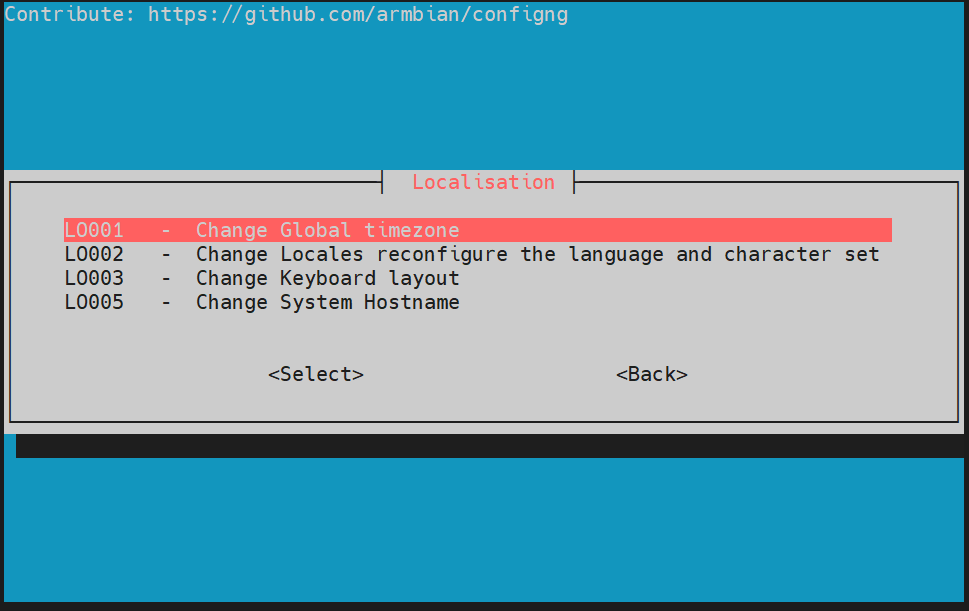 Contribute: https://github.com/armbian/configng
Localisation
LO001 - Change Global timezone
LO002 - Change Locales reconfigure the language and character set
LO003 - Change Keyboard layout
LO005 - Change System Hostname
<Select> <Back>